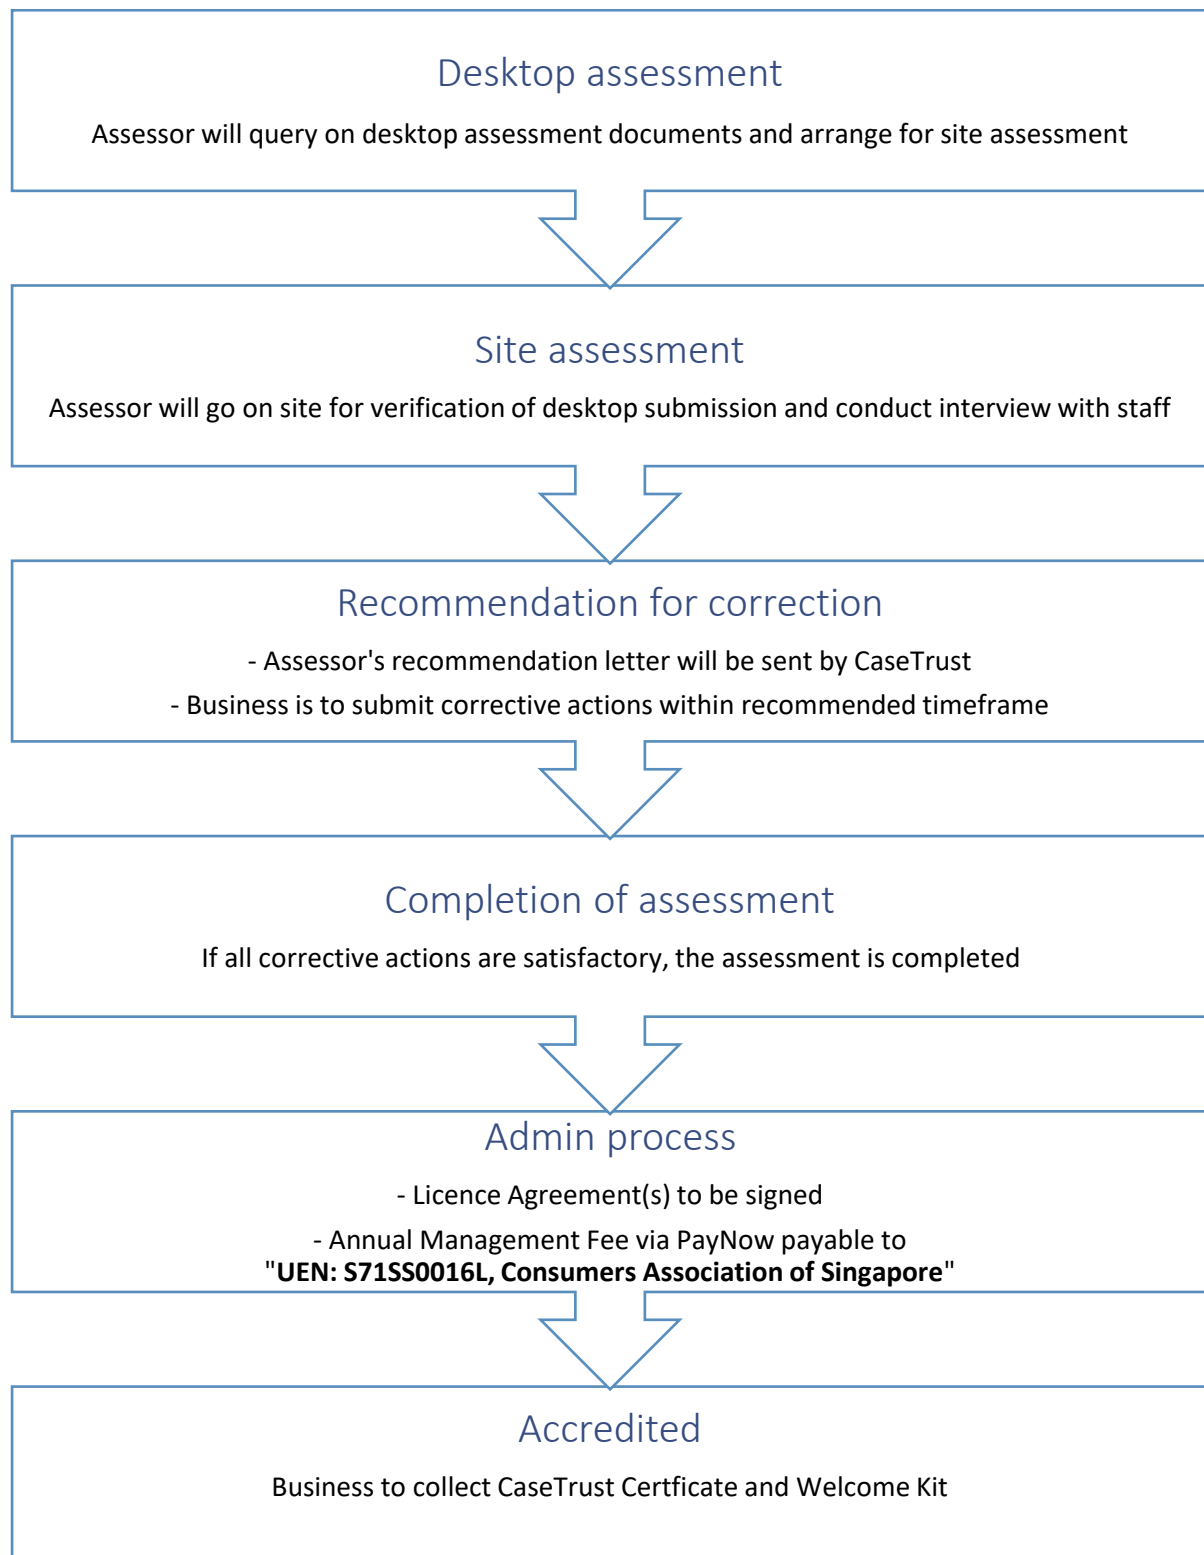 Desktop assessment
Assessor will query on desktop assessment documents and arrange for site assessment
Site assessment
Assessor will go on site for verification of desktop submission and conduct interview with staff
Recommendation for correction
- Assessor's recommendation letter will be sent by CaseTrust
- Business is to submit corrective actions within recommended timeframe
Completion of assessment
If all corrective actions are satisfactory, the assessment is completed
Admin process
- Licence Agreement(s) to be signed
- Annual Management Fee via PayNow payable to
"UEN: S71SS0016L, Consumers Association of Singapore"
Accredited
Business to collect CaseTrust Certficate and Welcome Kit